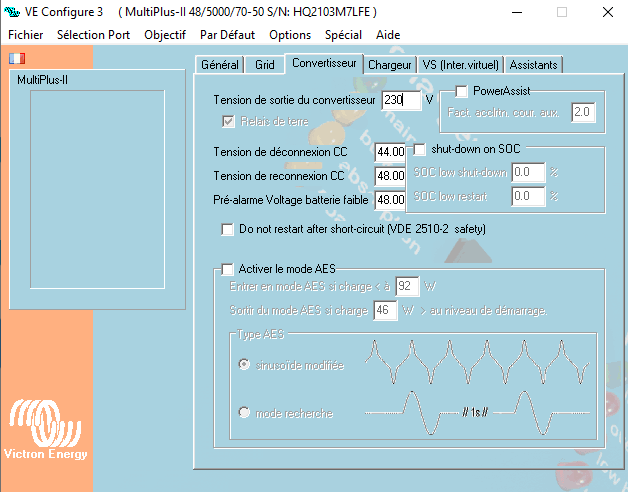 VE Configure 3 ( MultiPlus-II 48/5000/70-50 S/N: HQ2103M7LFE )
Fichier Sélection Port Objectif Par Défaut Options Spécial Aide
MultiPlus-II
Général Grid Convertisseur Chargeur VS (Inter.virtuel) Assistants
Tension de sortie du convertisseur 230 V
Relais de terre
PowerAssist
Fact. accltrn. cour. aux. 2.0
Tension de déconnexion CC 44.00
Tension de reconnexion CC 48.00
Pré-alarme Voltage batterie faible 48.00
shut-down on SOC
SOC low shut-down 0.0 %
SOC low restart 0.0 %
Do not restart after short-circuit (VDE 2510-2 safety)
Activer le mode AES
Entrer en mode AES si charge < à 92 W
Sortir du mode AES si charge 46 W > au niveau de démarrage.
Type AES
sinusoïde modifiée
mode recherche
// 1s //
Victron Energy